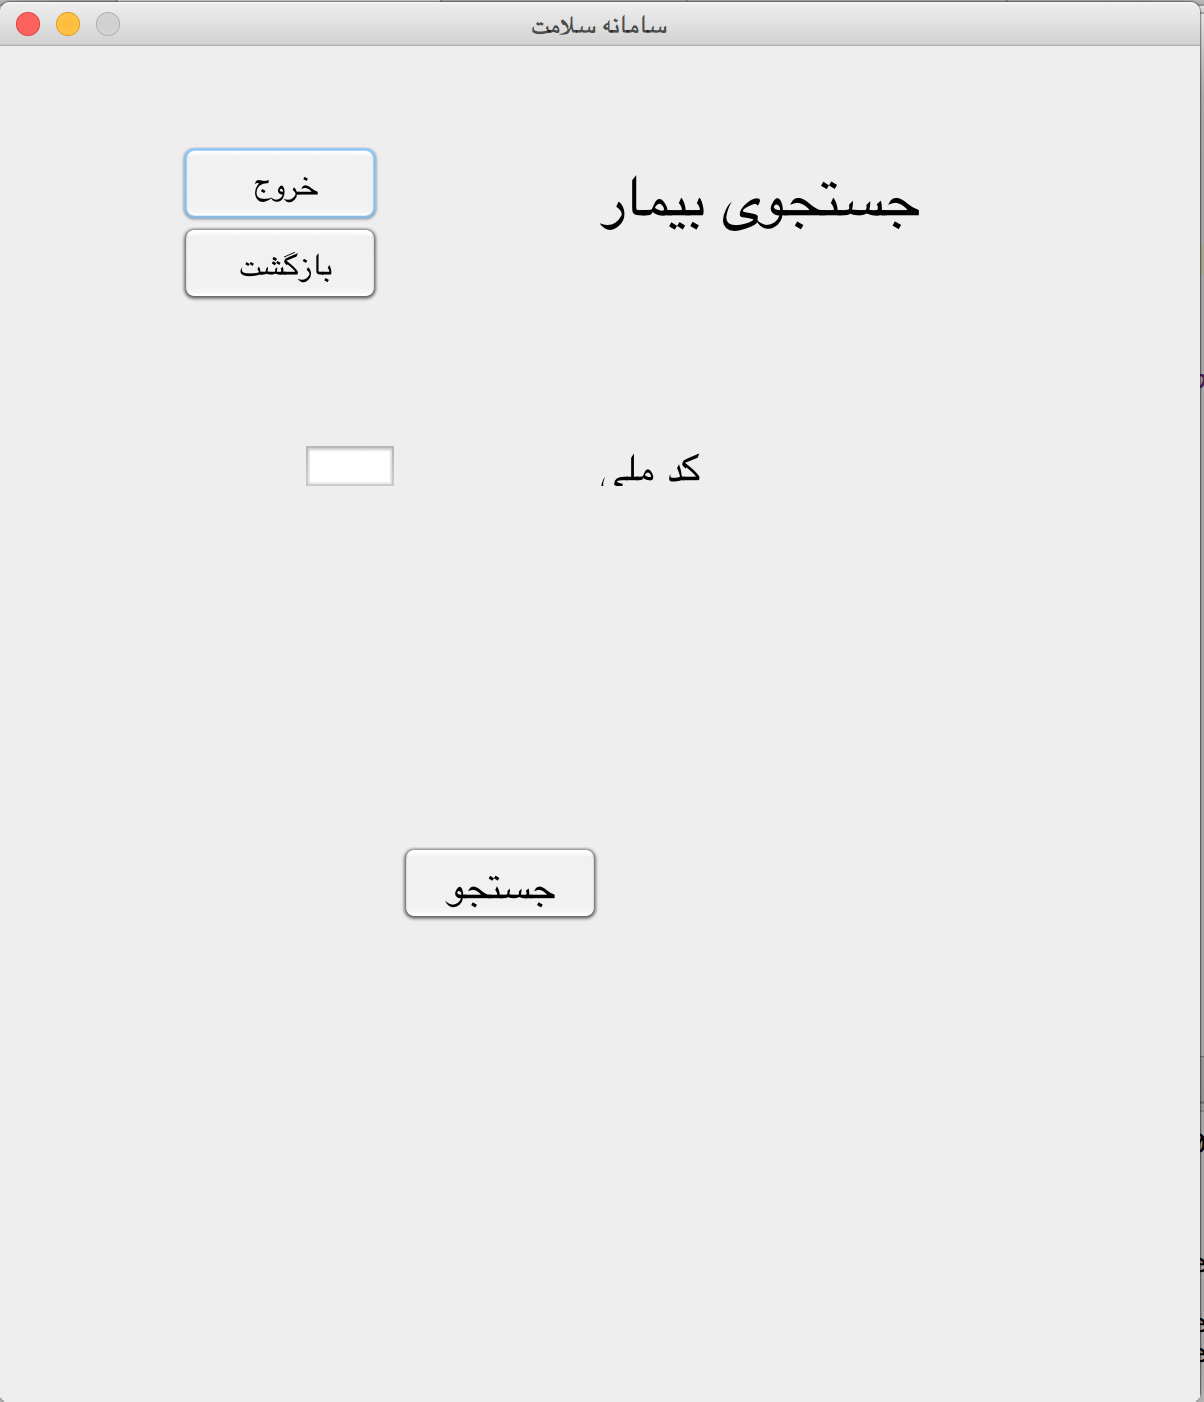 سامانه سلامت
جستجوی بیمار
خروج
بازگشت
کد ملی
جستجو